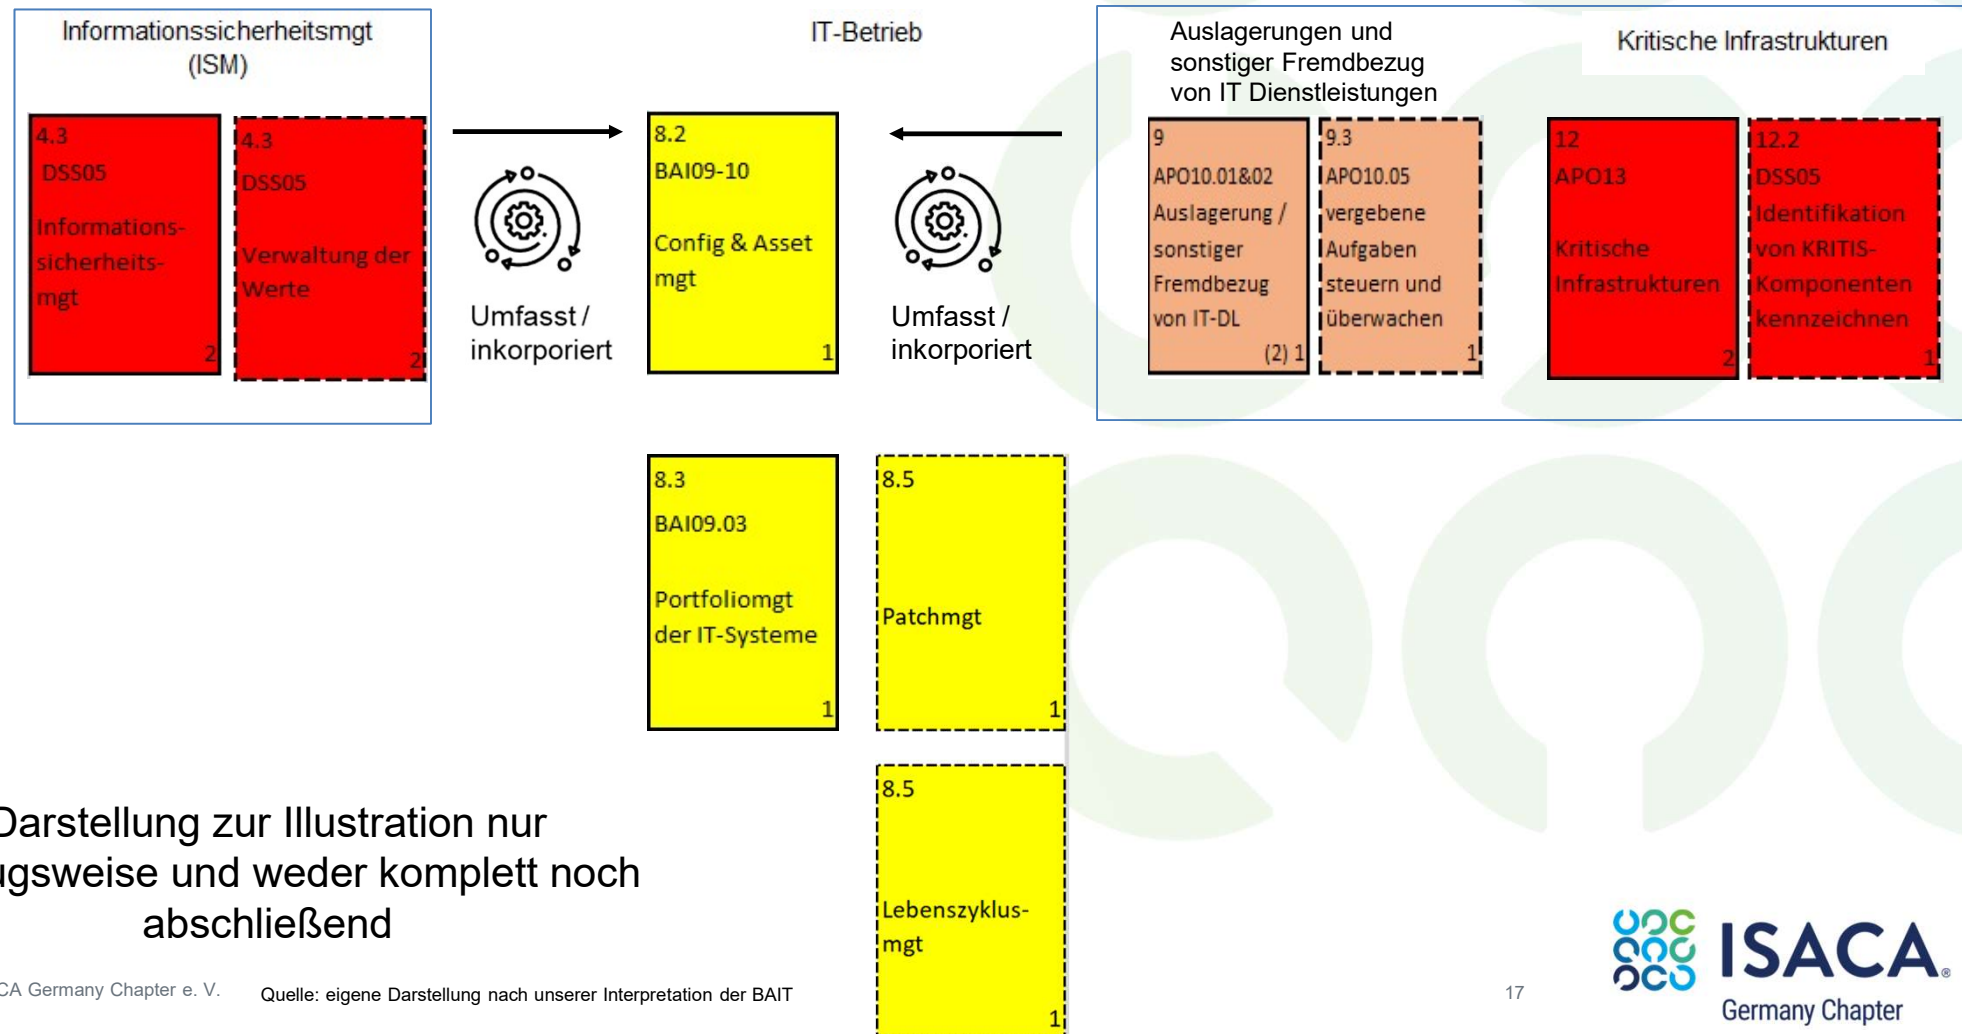 Informationssicherheitsmgt
(ISM)
4.3
DSS05
Informations-
sicherheits-
mgt
2
4.3
DSS05
Verwaltung der
Werte
2
Umfasst /
inkorporiert
IT-Betrieb
8.2
BAI09-10
Config & Asset
mgt
1
Umfasst /
inkorporiert
Auslagerungen und
sonstiger Fremdbezug
von IT Dienstleistungen
9
APO10.01&02
Auslagerung /
sonstiger
Fremdbezug
von IT-DL
(2) 1
9.3
APO10.05
vergebene
Aufgaben
steuern und
überwachen
1
Kritische Infrastrukturen
12
APO13
Kritische
Infrastrukturen
2
12.2
DSS05
Identifikation
von KRITIS-
Komponenten
kennzeichnen
1
8.3
BAI09.03
Portfoliomgt
der IT-Systeme
1
8.5
Patchmgt
1
8.5
Lebenszyklus-
mgt
1
Darstellung zur Illustration nur
ugsweise und weder komplett noch
abschließend
CA Germany Chapter e. V.
Quelle: eigene Darstellung nach unserer Interpretation der BAIT
17
ISACA®
Germany Chapter